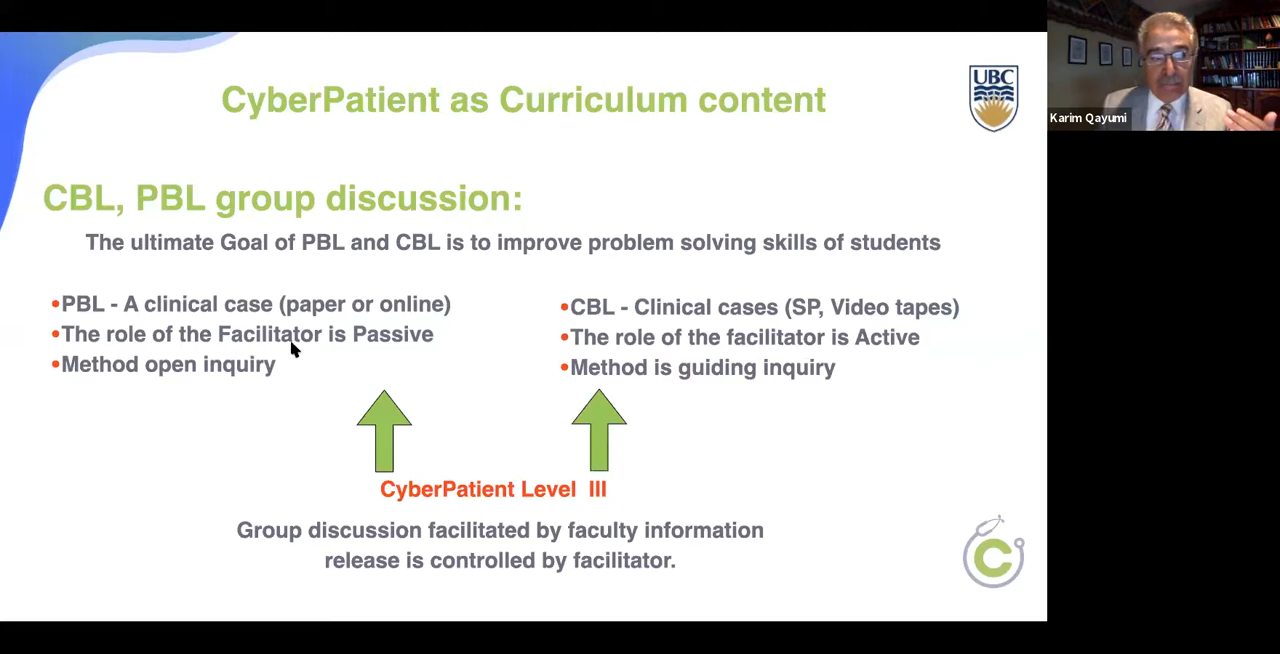 CyberPatient as Curriculum content
UBC
Karim Qayumi
CBL, PBL group discussion:
The ultimate Goal of PBL and CBL is to improve problem solving skills of students
•PBL - A clinical case (paper or online)
•The role of the Facilitator is Passive
•Method open inquiry
•CBL - Clinical cases (SP, Video tapes)
•The role of the facilitator is Active
•Method is guiding inquiry
CyberPatient Level III
Group discussion facilitated by faculty information
release is controlled by facilitator.
C